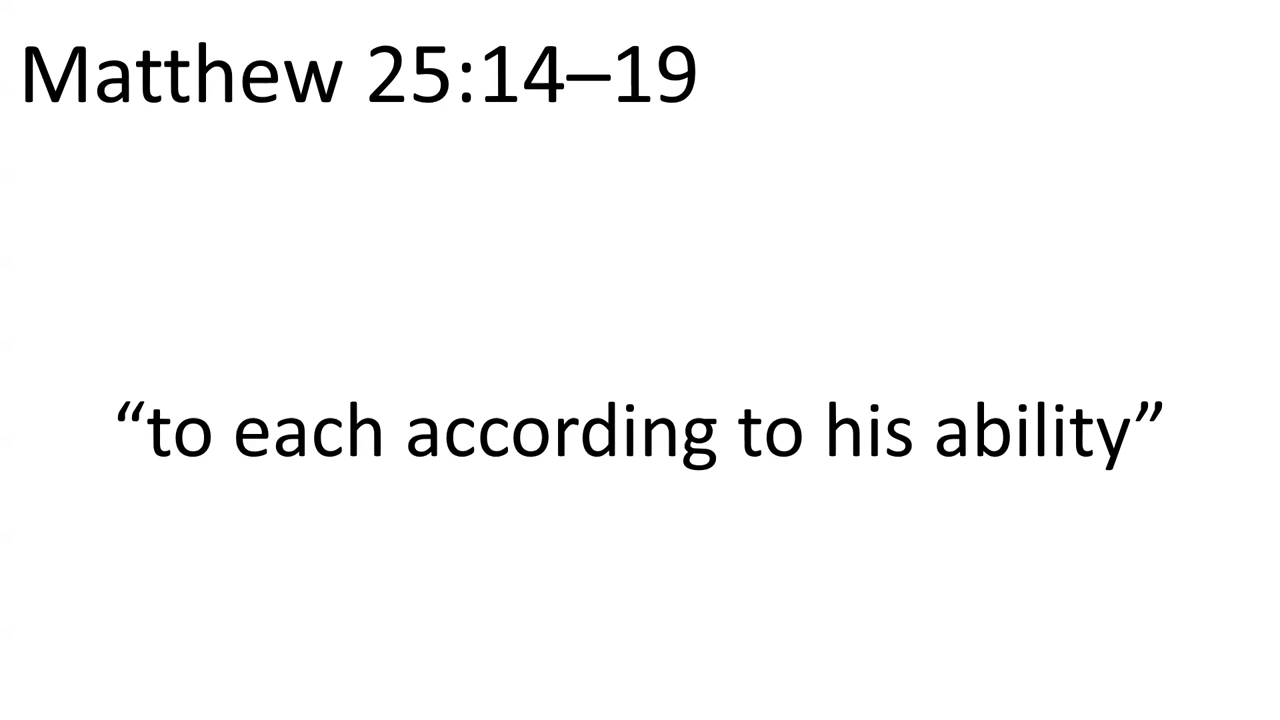 Matthew 25:14–19
“to each according to his ability”